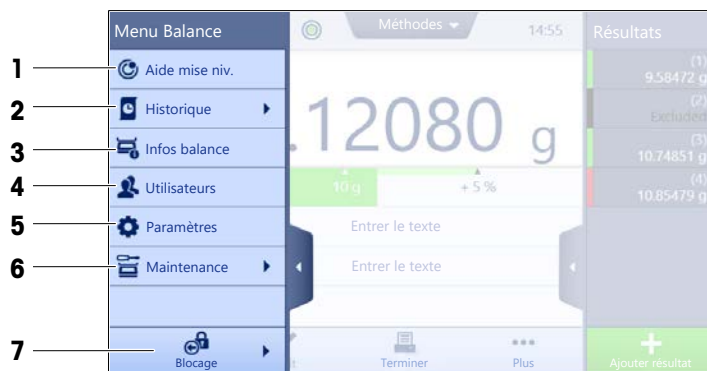 Menu Balance
Méthodes
14:55
Résultats
1
Aide mise niv.
(1)
9.58472 g
2
Historique
(2)
Excluded
3
Infos balance
.12080 g
(3)
10.74851 g
4
Utilisateurs
10 g
+ 5 %
(4)
10.85479 g
5
Paramètres
Entrer le texte
6
Maintenance
Entrer le texte
7
Blocage
Terminer
Plus
Ajouter résultat